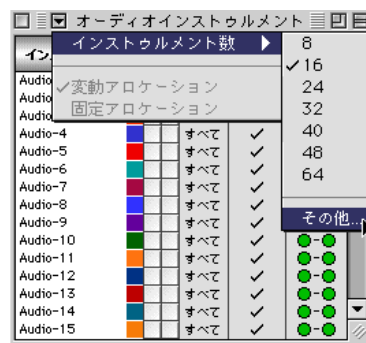 オーディオインストゥルメント
インストゥルメント数
8
✓16
24
32
40
48
64
その他...
イン
✓変動アロケーション
固定アロケーション
Audio
Audio
Audio
Audio-4 すべて ✓
Audio-5 すべて ✓
Audio-6 すべて ✓
Audio-7 すべて ✓
Audio-8 すべて ✓
Audio-9 すべて ✓
Audio-10 すべて ✓
Audio-11 すべて ✓
Audio-12 すべて ✓
Audio-13 すべて ✓
Audio-14 すべて ✓
Audio-15 すべて ✓